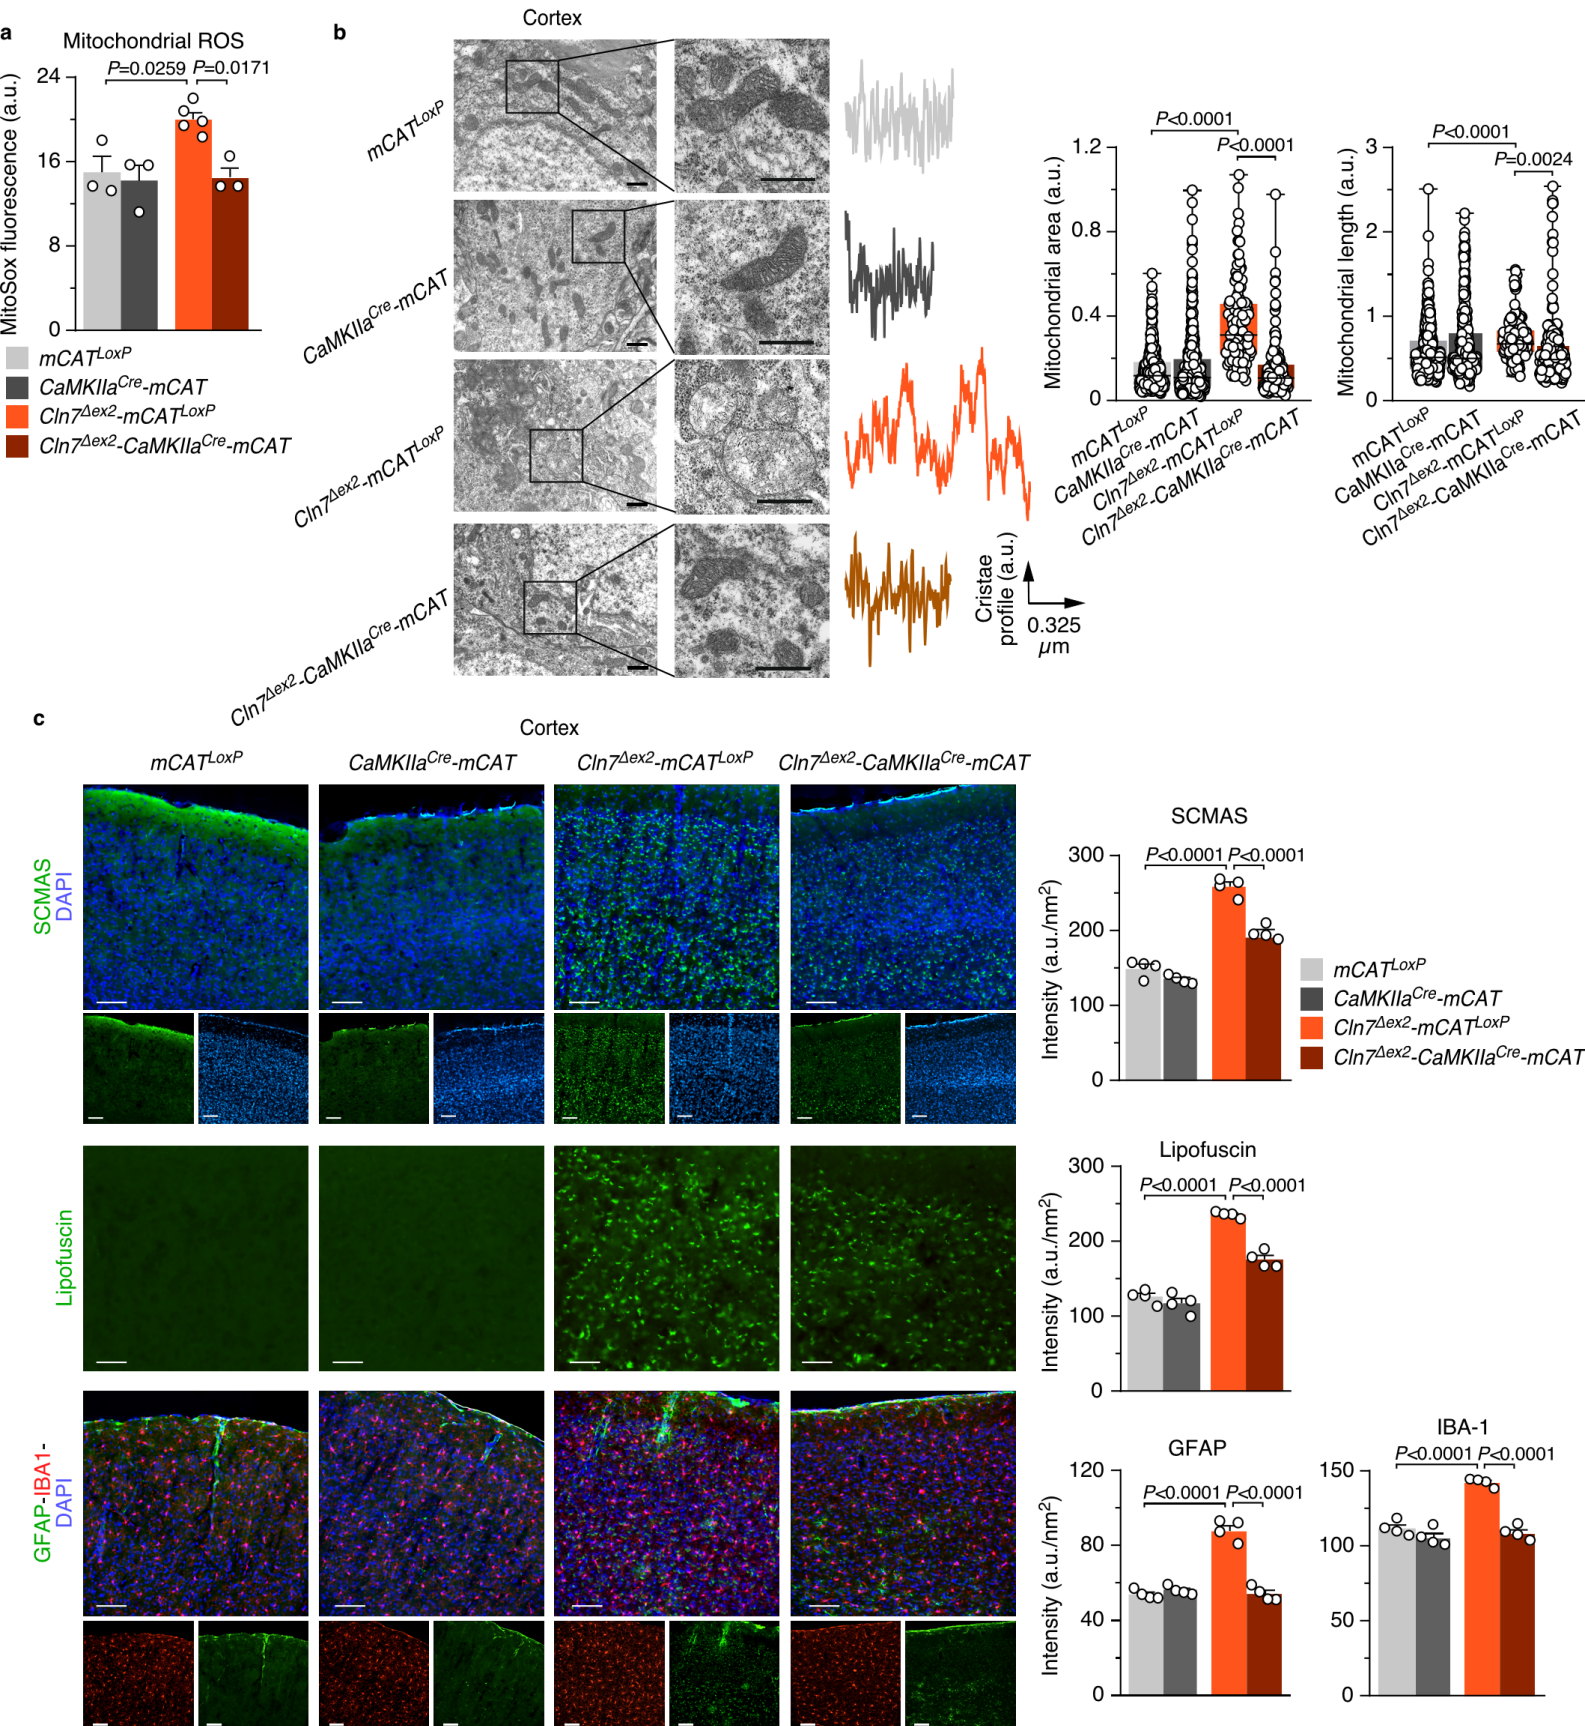 a
Mitochondrial ROS
P=0.0259 P=0.0171
MitoSox fluorescence (a.u.)
24
16
8
0
mCAT^LoxP
CaMKIIa^Cre-mCAT
Cln7^Δex2-mCAT^LoxP
Cln7^Δex2-CaMKIIa^Cre-mCAT
b
Cortex
mCAT^LoxP
CaMKIIa^Cre-mCAT
Cln7^Δex2-mCAT^LoxP
Cln7^Δex2-CaMKIIa^Cre-mCAT
Cristae
profile (a.u.)
0.325
µm
P<0.0001
P<0.0001
Mitochondrial area (a.u.)
1.2
0.8
0.4
0
mCAT^LoxP
CaMKIIa^Cre-mCAT
Cln7^Δex2-mCAT^LoxP
Cln7^Δex2-CaMKIIa^Cre-mCAT
P<0.0001
P=0.0024
Mitochondrial length (a.u.)
3
2
1
0
mCAT^LoxP
CaMKIIa^Cre-mCAT
Cln7^Δex2-mCAT^LoxP
Cln7^Δex2-CaMKIIa^Cre-mCAT
c
Cortex
mCAT^LoxP CaMKIIa^Cre-mCAT Cln7^Δex2-mCAT^LoxP Cln7^Δex2-CaMKIIa^Cre-mCAT
SCMAS
DAPI
Lipofuscin
GFAP-IBA1-
DAPI
SCMAS
P<0.0001 P<0.0001
Intensity (a.u./nm²)
300
200
100
0
mCAT^LoxP
CaMKIIa^Cre-mCAT
Cln7^Δex2-mCAT^LoxP
Cln7^Δex2-CaMKIIa^Cre-mCAT
Lipofuscin
P<0.0001 P<0.0001
Intensity (a.u./nm²)
300
200
100
0
GFAP
P<0.0001 P<0.0001
Intensity (a.u./nm²)
120
80
40
0
IBA-1
P<0.0001 P<0.0001
150
100
50
0